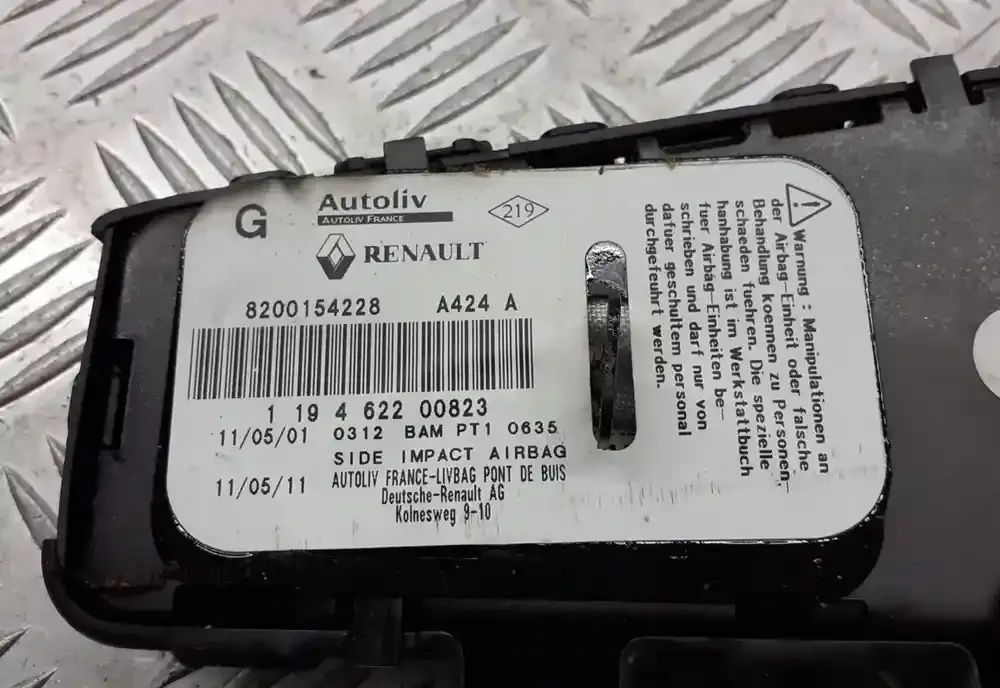 G
Autoliv
AUTOLIV FRANCE
219
RENAULT
8200154228 A424 A
1 19 4 622 00823
11/05/01 0312 BAM PT1 0635
SIDE IMPACT AIRBAG
11/05/11 AUTOLIV FRANCE-LIVBAG PONT DE BUIS
Deutsche-Renault AG
Kolnesweg 9-10
Warnung : Manipulationen an
der Airbag-Einheit oder falsche
Behandlung koennen zu Personen-
schaeden fuehren. Die spezielle
hanhabung ist im Werkstattbuch
fuer Airbag-Einheiten be-
schrieben und darf nur von
dafuer geschultem personal
durchgefeuhrt werden.